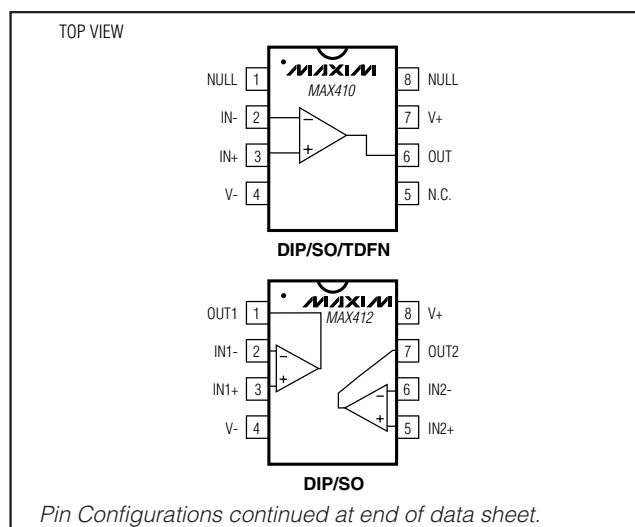 TOP VIEW
MAXIM
MAX410
NULL 1
8 NULL
IN- 2
7 V+
IN+ 3
6 OUT
V- 4
5 N.C.
- +
DIP/SO/TDFN
MAXIM
MAX412
OUT1 1
8 V+
IN1- 2
7 OUT2
IN1+ 3
6 IN2-
V- 4
5 IN2+
- +
- +
DIP/SO
Pin Configurations continued at end of data sheet.